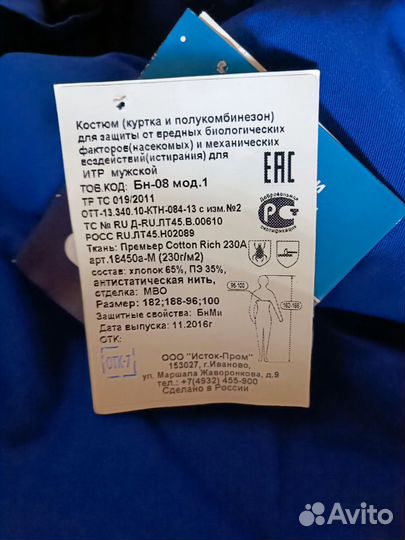 Костюм (куртка и полукомбинезон)
для защиты от вредных биологических
факторов(насекомых) и механических
воздействий(истирания) для
ИТР мужской
ТОВ.КОД: Бн-08 мод.1
ТР ТС 019/2011
ОТТ-13.340.10-КТН-084-13 с изм.№2
ТС № RU Д-RU.ЛТ45.В.00610
РОСС RU.ЛТ45.Н02089
Ткань: Премьер Cotton Rich 230А
арт.18450а-М (230г/м2)
состав: хлопок 65%, ПЭ 35%,
антистатическая нить,
отделка: МВО
Размер: 182;188-96;100
Защитные свойства: БнМи
Дата выпуска: 11.2016г
ОТК:
ОТК-7
EAC
Добровольная
сертификация
96-100
182-188
ООО "Исток-Пром"
153027, г.Иваново,
ул. Маршала Жаворонкова, д.9
тел.: +7(4932) 455-900
Сделано в России
Avito